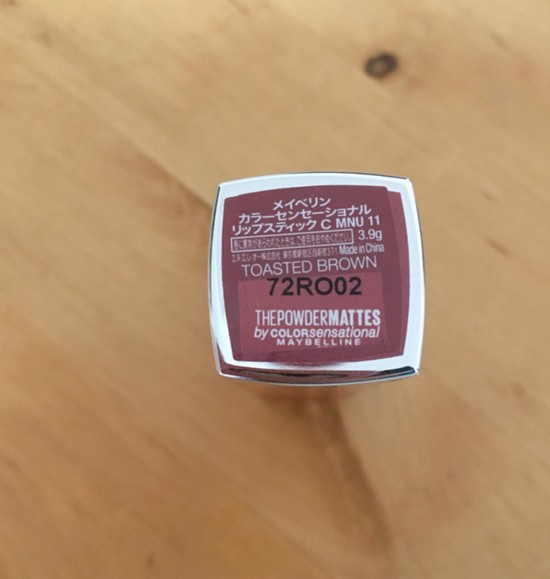 メイベリン
カラーセンセーショナル
リップスティック C MNU 11
3.9g
Made in China
TOASTED BROWN
72RO02
THEPOWDERMATTES
by COLORsensational
MAYBELLINE